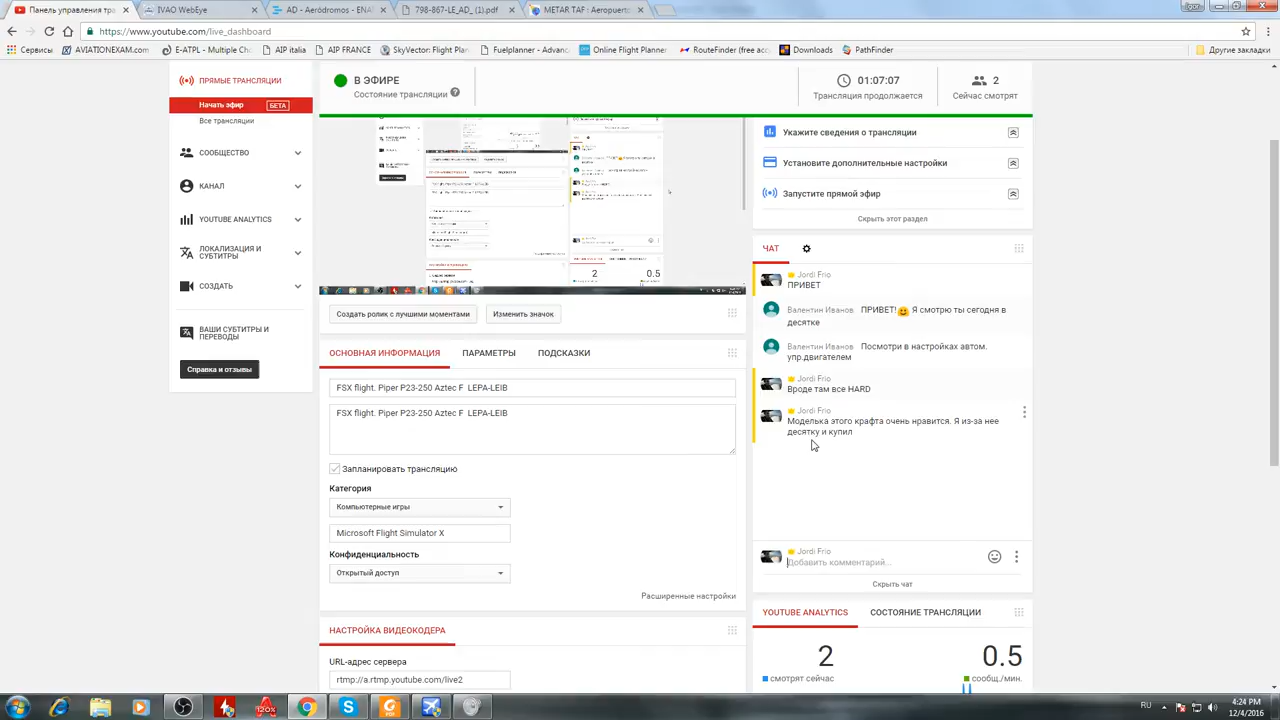 Панель управления тра
IVAO WebEye
AD - Aeródromos - ENAI
798-867-LE_AD_ (1).pdf
METAR TAF : Aeropuerto
https://www.youtube.com/live_dashboard
Сервисы
AVIATIONEXAM.com
E-ATPL - Multiple Cho
AIP italia
AIP FRANCE
SkyVector: Flight Plan
Fuelplanner - Advanc
Online Flight Planner
RouteFinder (free acc
Downloads
PathFinder
Другие закладки
ПРЯМЫЕ ТРАНСЛЯЦИИ
Начать эфир БЕТА
Все трансляции
СООБЩЕСТВО
КАНАЛ
YOUTUBE ANALYTICS
ЛОКАЛИЗАЦИЯ И
СУБТИТРЫ
СОЗДАТЬ
ВАШИ СУБТИТРЫ И
ПЕРЕВОДЫ
Справка и отзывы
В ЭФИРЕ
Состояние трансляции
01:07:07
Трансляция продолжается
2
Сейчас смотрят
2 0.5
Создать ролик с лучшими моментами
Изменить значок
ОСНОВНАЯ ИНФОРМАЦИЯ ПАРАМЕТРЫ ПОДСКАЗКИ
FSX flight. Piper P23-250 Aztec F LEPA-LEIB
FSX flight. Piper P23-250 Aztec F LEPA-LEIB
Запланировать трансляцию
Категория
Компьютерные игры
Microsoft Flight Simulator X
Конфиденциальность
Открытый доступ
Расширенные настройки
НАСТРОЙКА ВИДЕОКОДЕРА
URL-адрес сервера
rtmp://a.rtmp.youtube.com/live2
Укажите сведения о трансляции
Установите дополнительные настройки
Запустите прямой эфир
Скрыть этот раздел
ЧАТ
Jordi Frio
ПРИВЕТ
Валентин Иванов ПРИВЕТ! Я смотрю ты сегодня в
десятке
Валентин Иванов Посмотри в настройках автом.
упр.двигателем
Jordi Frio
Вроде там все HARD
Jordi Frio
Моделька этого крафта очень нравится. Я из-за нее
десятку и купил
Jordi Frio
Добавить комментарий...
Скрыть чат
YOUTUBE ANALYTICS СОСТОЯНИЕ ТРАНСЛЯЦИИ
2 0.5
смотрят сейчас сообщ./мин.
120%
RU
4:24 PM
12/4/2016